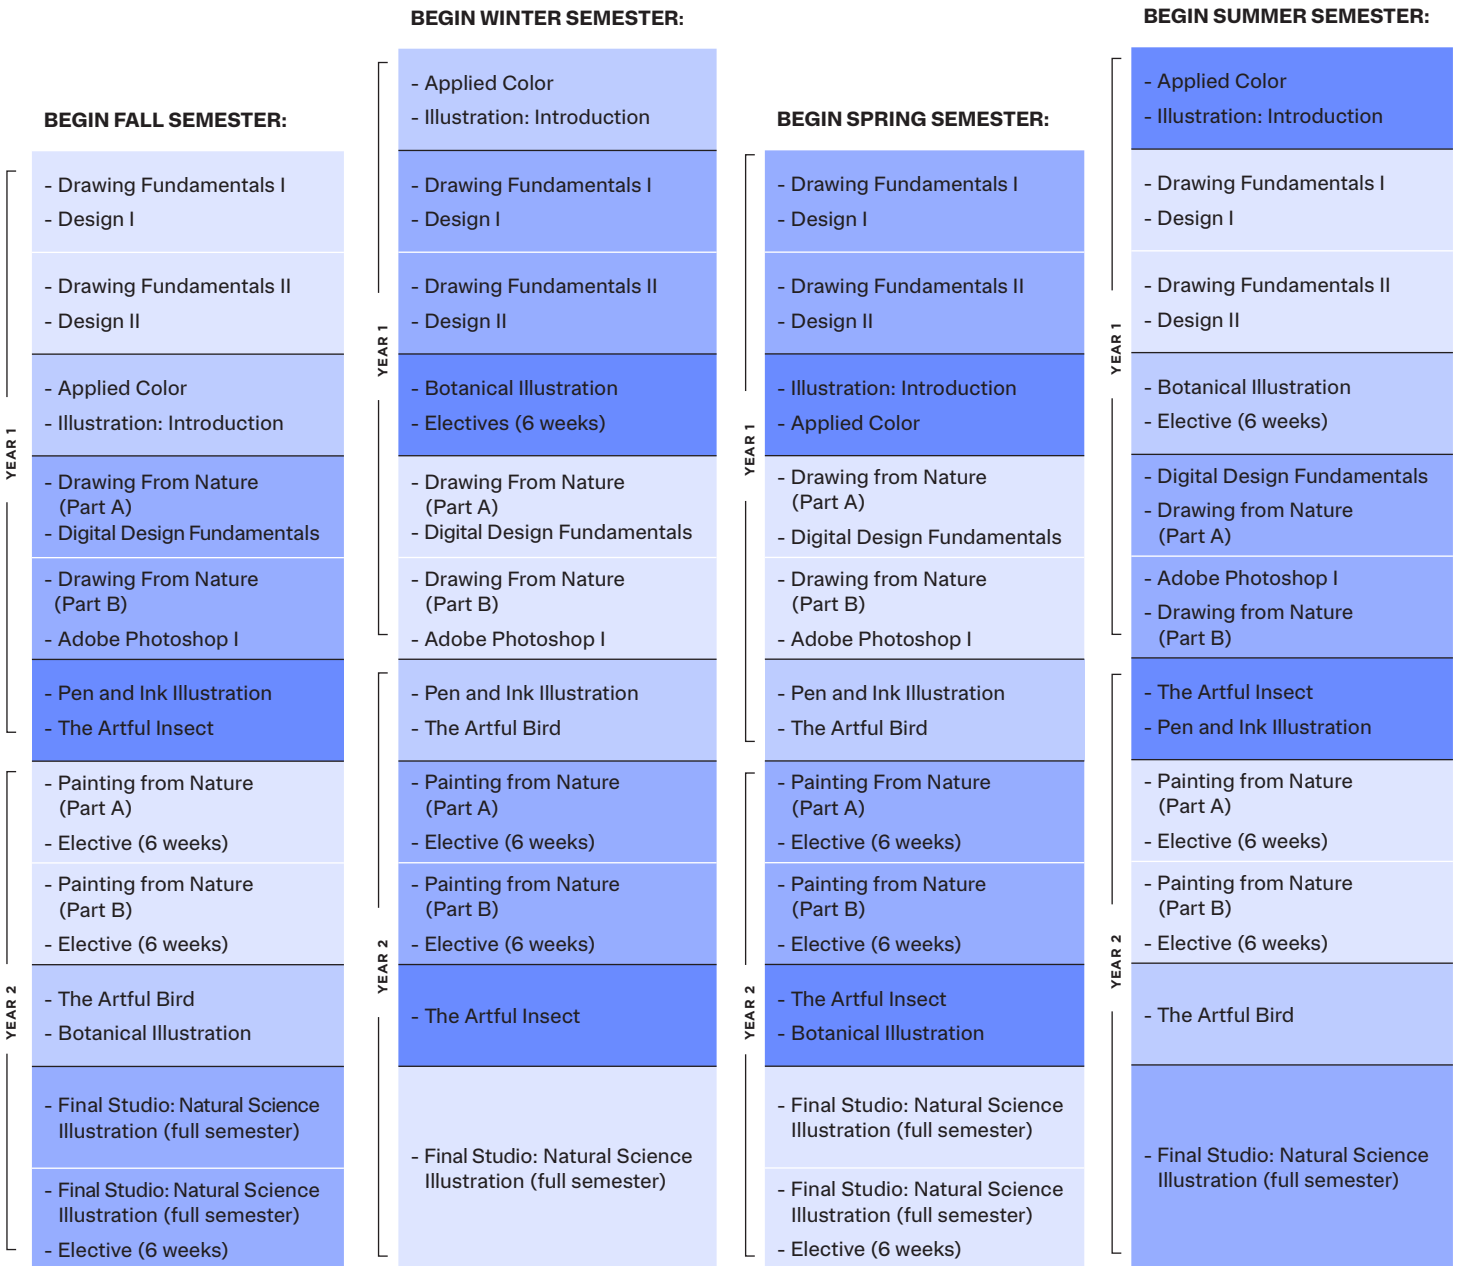 BEGIN FALL SEMESTER:
YEAR 1
- Drawing Fundamentals I
- Design I
- Drawing Fundamentals II
- Design II
- Applied Color
- Illustration: Introduction
- Drawing From Nature
(Part A)
- Digital Design Fundamentals
- Drawing From Nature
(Part B)
- Adobe Photoshop I
- Pen and Ink Illustration
- The Artful Insect
YEAR 2
- Painting from Nature
(Part A)
- Elective (6 weeks)
- Painting from Nature
(Part B)
- Elective (6 weeks)
- The Artful Bird
- Botanical Illustration
- Final Studio: Natural Science
Illustration (full semester)
- Final Studio: Natural Science
Illustration (full semester)
- Elective (6 weeks)
BEGIN WINTER SEMESTER:
YEAR 1
- Applied Color
- Illustration: Introduction
- Drawing Fundamentals I
- Design I
- Drawing Fundamentals II
- Design II
- Botanical Illustration
- Electives (6 weeks)
- Drawing From Nature
(Part A)
- Digital Design Fundamentals
- Drawing From Nature
(Part B)
- Adobe Photoshop I
YEAR 2
- Pen and Ink Illustration
- The Artful Bird
- Painting from Nature
(Part A)
- Elective (6 weeks)
- Painting from Nature
(Part B)
- Elective (6 weeks)
- The Artful Insect
- Final Studio: Natural Science
Illustration (full semester)
BEGIN SPRING SEMESTER:
YEAR 1
- Drawing Fundamentals I
- Design I
- Drawing Fundamentals II
- Design II
- Illustration: Introduction
- Applied Color
- Drawing from Nature
(Part A)
- Digital Design Fundamentals
- Drawing from Nature
(Part B)
- Adobe Photoshop I
- Pen and Ink Illustration
- The Artful Bird
YEAR 2
- Painting From Nature
(Part A)
- Elective (6 weeks)
- Painting from Nature
(Part B)
- Elective (6 weeks)
- The Artful Insect
- Botanical Illustration
- Final Studio: Natural Science
Illustration (full semester)
- Final Studio: Natural Science
Illustration (full semester)
- Elective (6 weeks)
BEGIN SUMMER SEMESTER:
YEAR 1
- Applied Color
- Illustration: Introduction
- Drawing Fundamentals I
- Design I
- Drawing Fundamentals II
- Design II
- Botanical Illustration
- Elective (6 weeks)
- Digital Design Fundamentals
- Drawing from Nature
(Part A)
- Adobe Photoshop I
- Drawing from Nature
(Part B)
YEAR 2
- The Artful Insect
- Pen and Ink Illustration
- Painting from Nature
(Part A)
- Elective (6 weeks)
- Painting from Nature
(Part B)
- Elective (6 weeks)
- The Artful Bird
- Final Studio: Natural Science
Illustration (full semester)